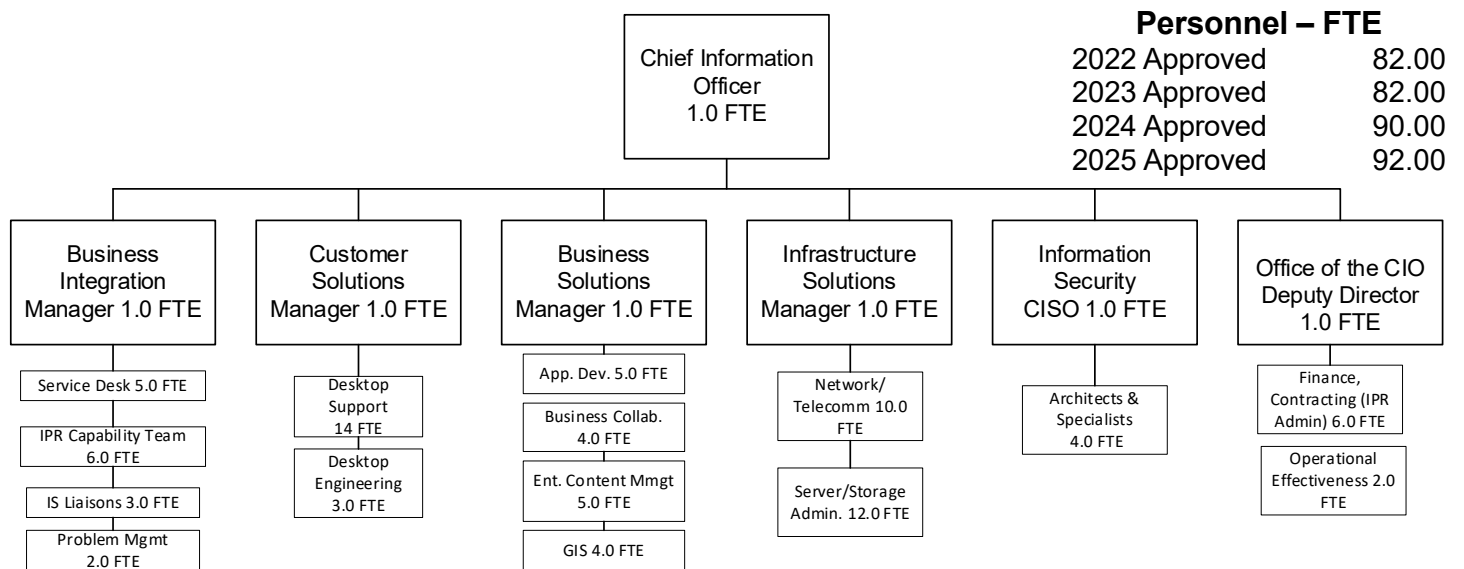 Personnel – FTE
2022 Approved 82.00
2023 Approved 82.00
2024 Approved 90.00
2025 Approved 92.00
Chief Information
Officer
1.0 FTE
Business
Integration
Manager 1.0 FTE
Service Desk 5.0 FTE
IPR Capability Team
6.0 FTE
IS Liaisons 3.0 FTE
Problem Mgmt
2.0 FTE
Customer
Solutions
Manager 1.0 FTE
Desktop
Support
14 FTE
Desktop
Engineering
3.0 FTE
Business
Solutions
Manager 1.0 FTE
App. Dev. 5.0 FTE
Business Collab.
4.0 FTE
Ent. Content Mmgt
5.0 FTE
GIS 4.0 FTE
Infrastructure
Solutions
Manager 1.0 FTE
Network/
Telecomm 10.0
FTE
Server/Storage
Admin. 12.0 FTE
Information
Security
CISO 1.0 FTE
Architects &
Specialists
4.0 FTE
Office of the CIO
Deputy Director
1.0 FTE
Finance,
Contracting (IPR
Admin) 6.0 FTE
Operational
Effectiveness 2.0
FTE